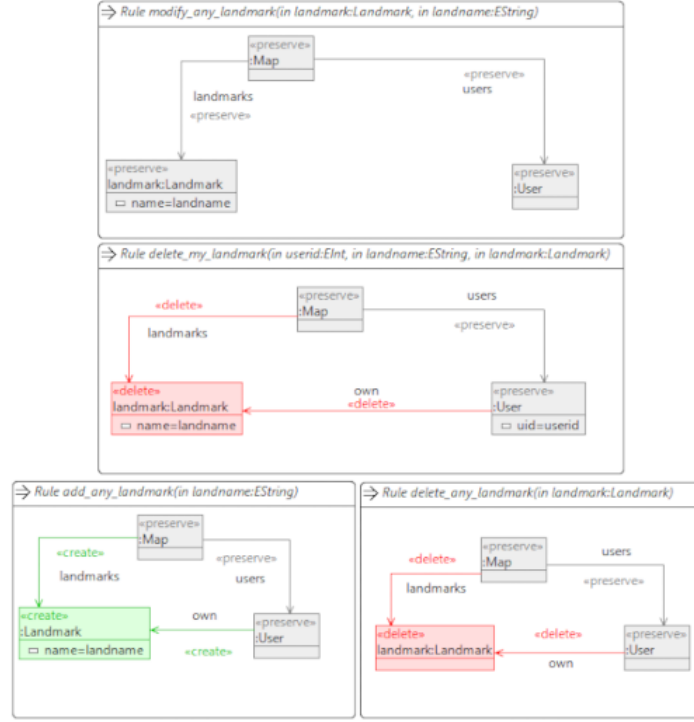 Rule modify_any_landmark(in landmark:Landmark, in landname:EString)
«preserve»
:Map
landmarks
«preserve»
«preserve»
users
«preserve»
landmark:Landmark
name=landname
«preserve»
:User
Rule delete_my_landmark(in userid:EInt, in landname:EString, in landmark:Landmark)
«preserve»
:Map
«delete»
landmarks
users
«preserve»
«delete»
landmark:Landmark
name=landname
own
«delete»
«preserve»
:User
uid=userid
Rule add_any_landmark(in landname:EString)
«preserve»
:Map
«create»
landmarks
«preserve»
users
«create»
:Landmark
name=landname
own
«create»
«preserve»
:User
Rule delete_any_landmark(in landmark:Landmark)
«preserve»
:Map
«delete»
landmarks
users
«preserve»
«delete»
landmark:Landmark
«delete»
own
«preserve»
:User